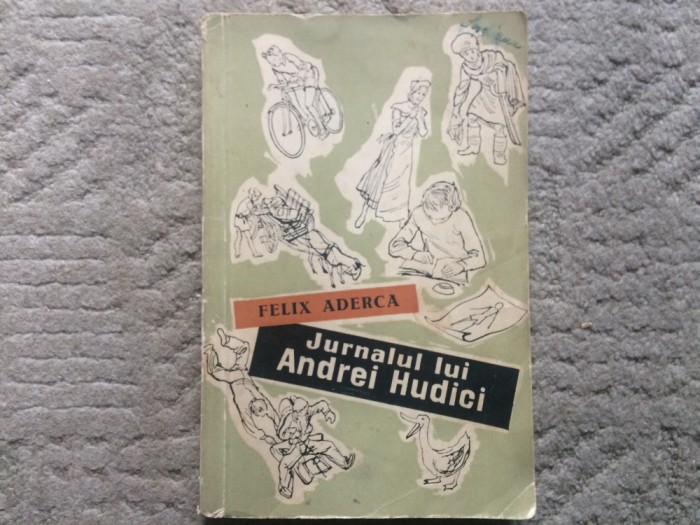 FELIX ADERCA
Jurnalul lui
Andrei Hudici